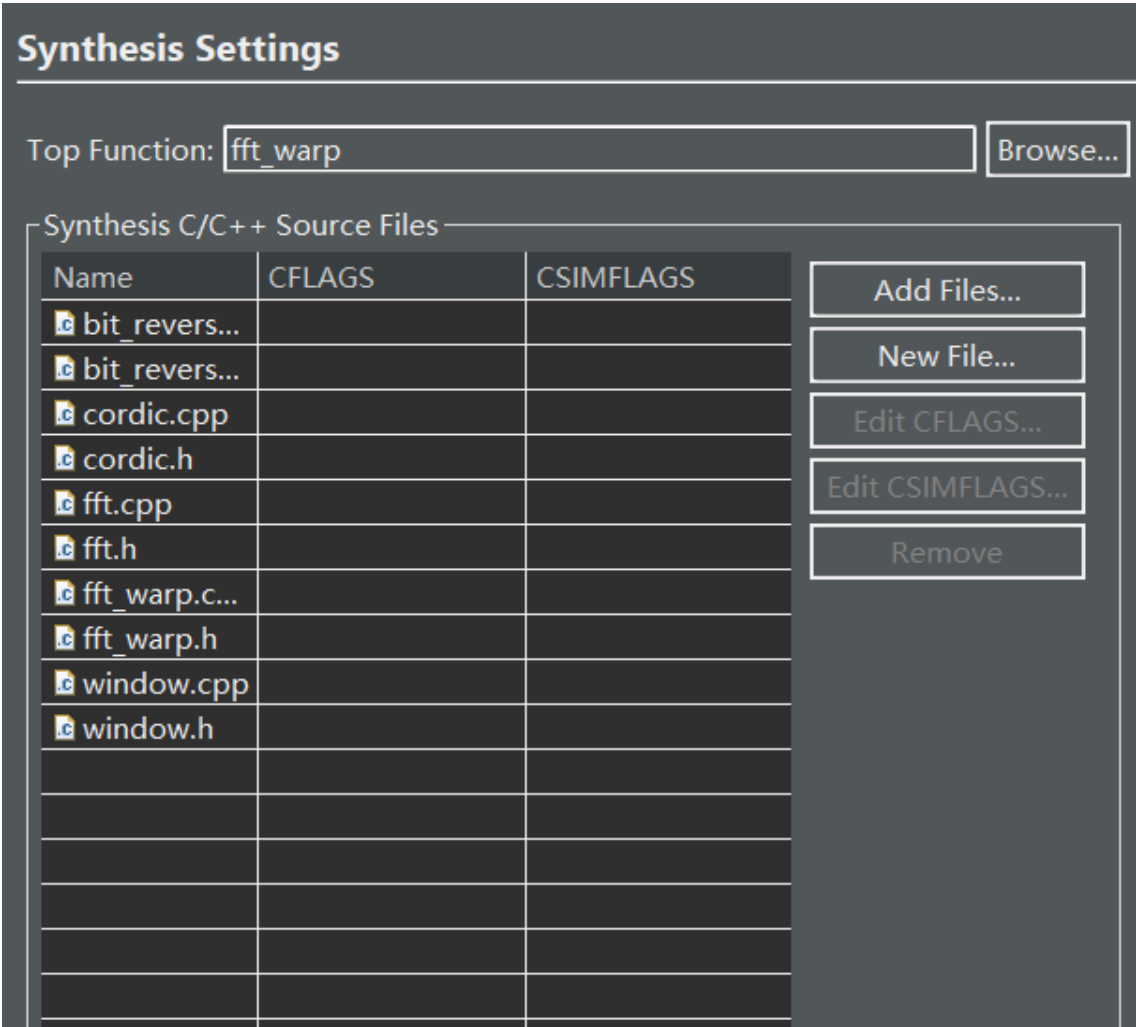 Synthesis Settings
Top Function: fft_warp Browse...
Synthesis C/C++ Source Files
Name CFLAGS CSIMFLAGS
bit_revers...
bit_revers...
cordic.cpp
cordic.h
fft.cpp
fft.h
fft_warp.c...
fft_warp.h
window.cpp
window.h
Add Files...
New File...
Edit CFLAGS...
Edit CSIMFLAGS...
Remove